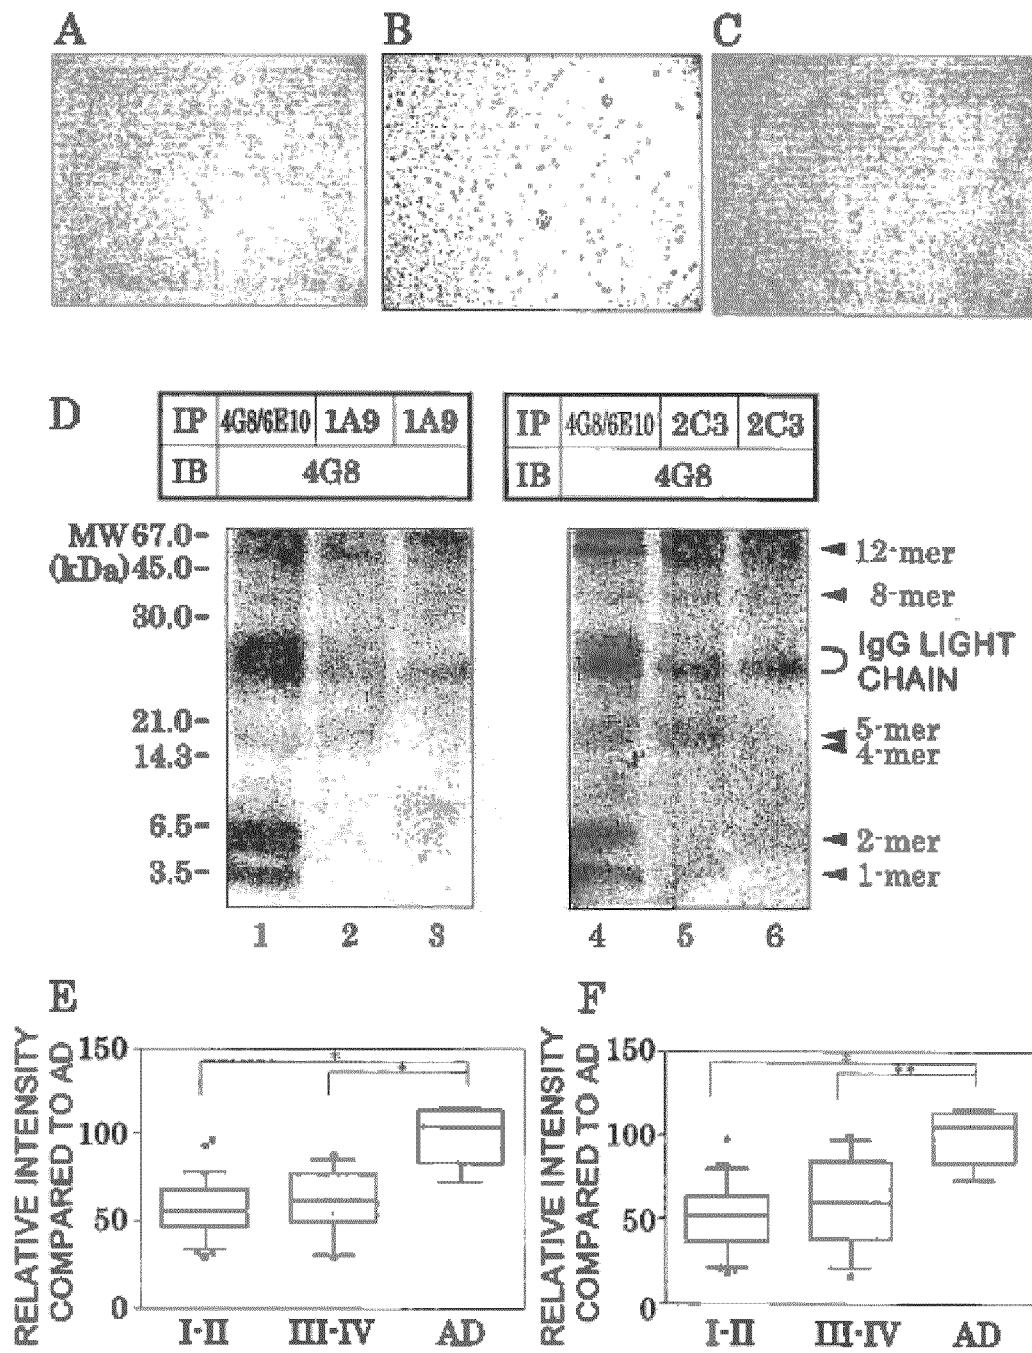 A B C
D
IP 4G8/6E10 1A9 1A9
IB 4G8
IP 4G8/6E10 2C3 2C3
IB 4G8
MW 67.0-
(kDa) 45.0-
30.0-
21.0-
14.3-
6.5-
3.5-
12-mer
8-mer
IgG LIGHT
CHAIN
5-mer
4-mer
2-mer
1-mer
1 2 3 4 5 6
E
RELATIVE INTENSITY
COMPARED TO AD
150
100
50
0
*
*
I-II III-IV AD
F
RELATIVE INTENSITY
COMPARED TO AD
150
100
50
0
*
**
I-II III-IV AD